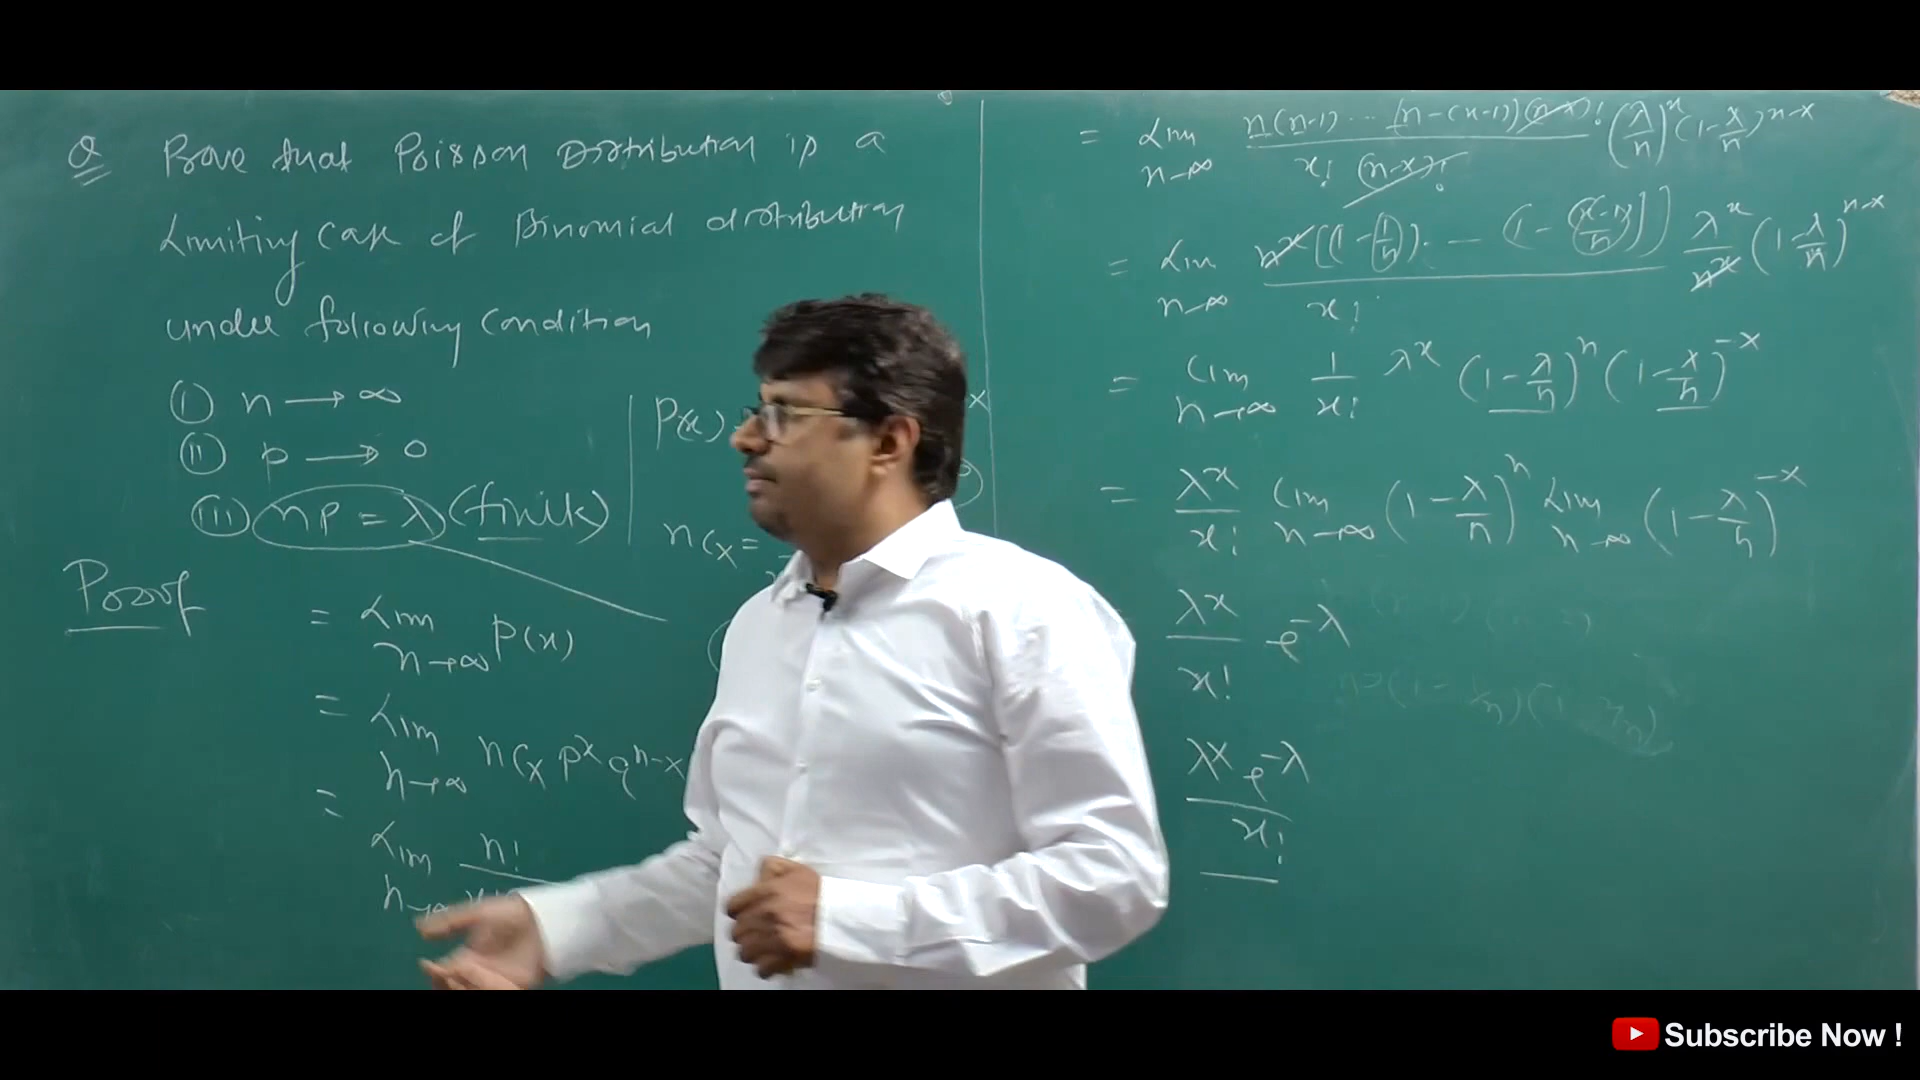 Q Prove that Poisson Distribution is a
Limiting case of Binomial distribution
under following condition
(i) n → ∞
(ii) p → 0
(iii) np = λ (finite)
P(x)
nCx =
Proof
= Lim n→∞ P(x)
= Lim n→∞ nCx p^x q^n-x
= Lim n→∞ n!
= Lim n→∞ n(n-1)...[n-(x-1)](n-x)! / x! (n-x)! (λ/n)^x (1-λ/n)^n-x
= Lim n→∞ n^x[(1-1/n)...(1-(x-1)/n)] / x! λ^x/n^x (1-λ/n)^n-x
= Lim n→∞ 1/x! λ^x (1-λ/n)^n (1-λ/n)^-x
= λ^x/x! Lim n→∞ (1-λ/n)^n Lim n→∞ (1-λ/n)^-x
λ^x/x! e^-λ
λ^x e^-λ / x!
Subscribe Now !